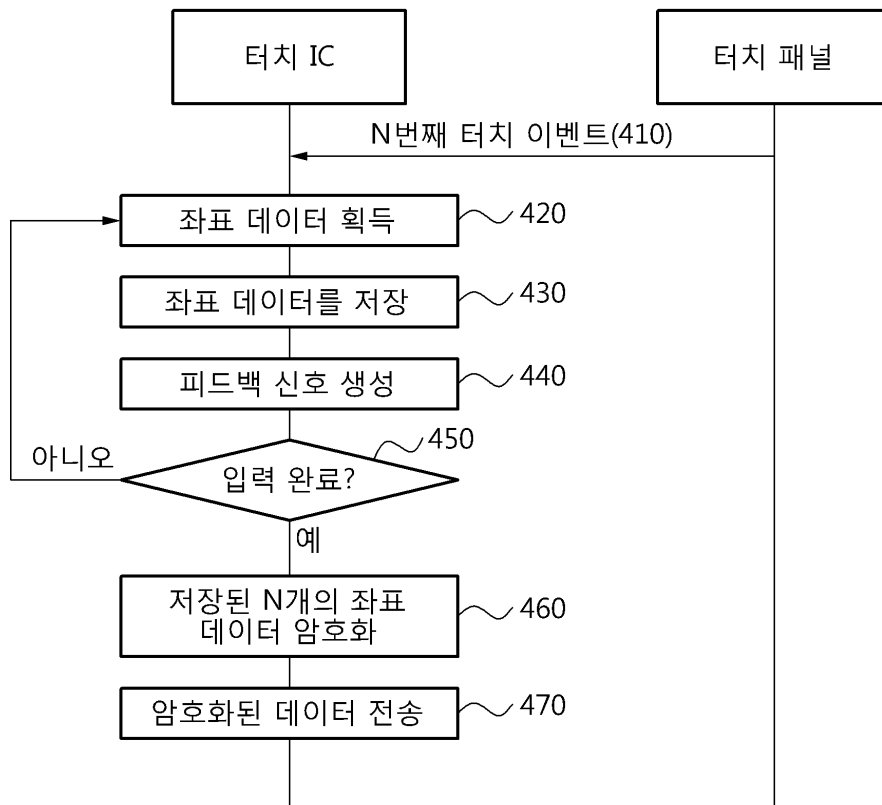 터치 IC
터치 패널
N번째 터치 이벤트(410)
좌표 데이터 획득
420
좌표 데이터를 저장
430
피드백 신호 생성
440
450
아니오
입력 완료?
예
저장된 N개의 좌표
데이터 암호화
460
암호화된 데이터 전송
470